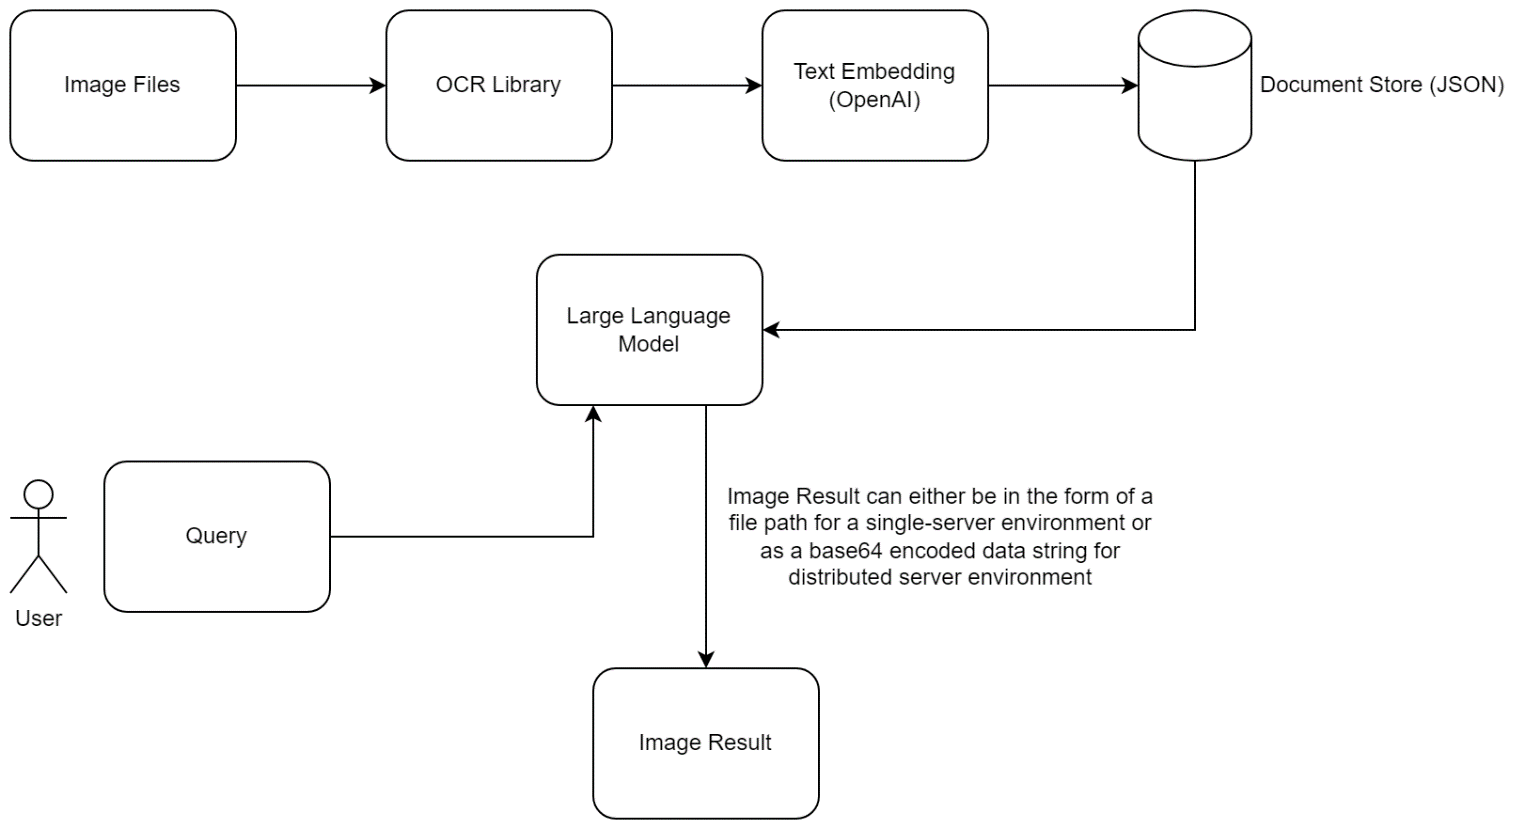 Image Files
OCR Library
Text Embedding
(OpenAI)
Document Store (JSON)
Large Language
Model
Query
User
Image Result can either be in the form of a
file path for a single-server environment or
as a base64 encoded data string for
distributed server environment
Image Result